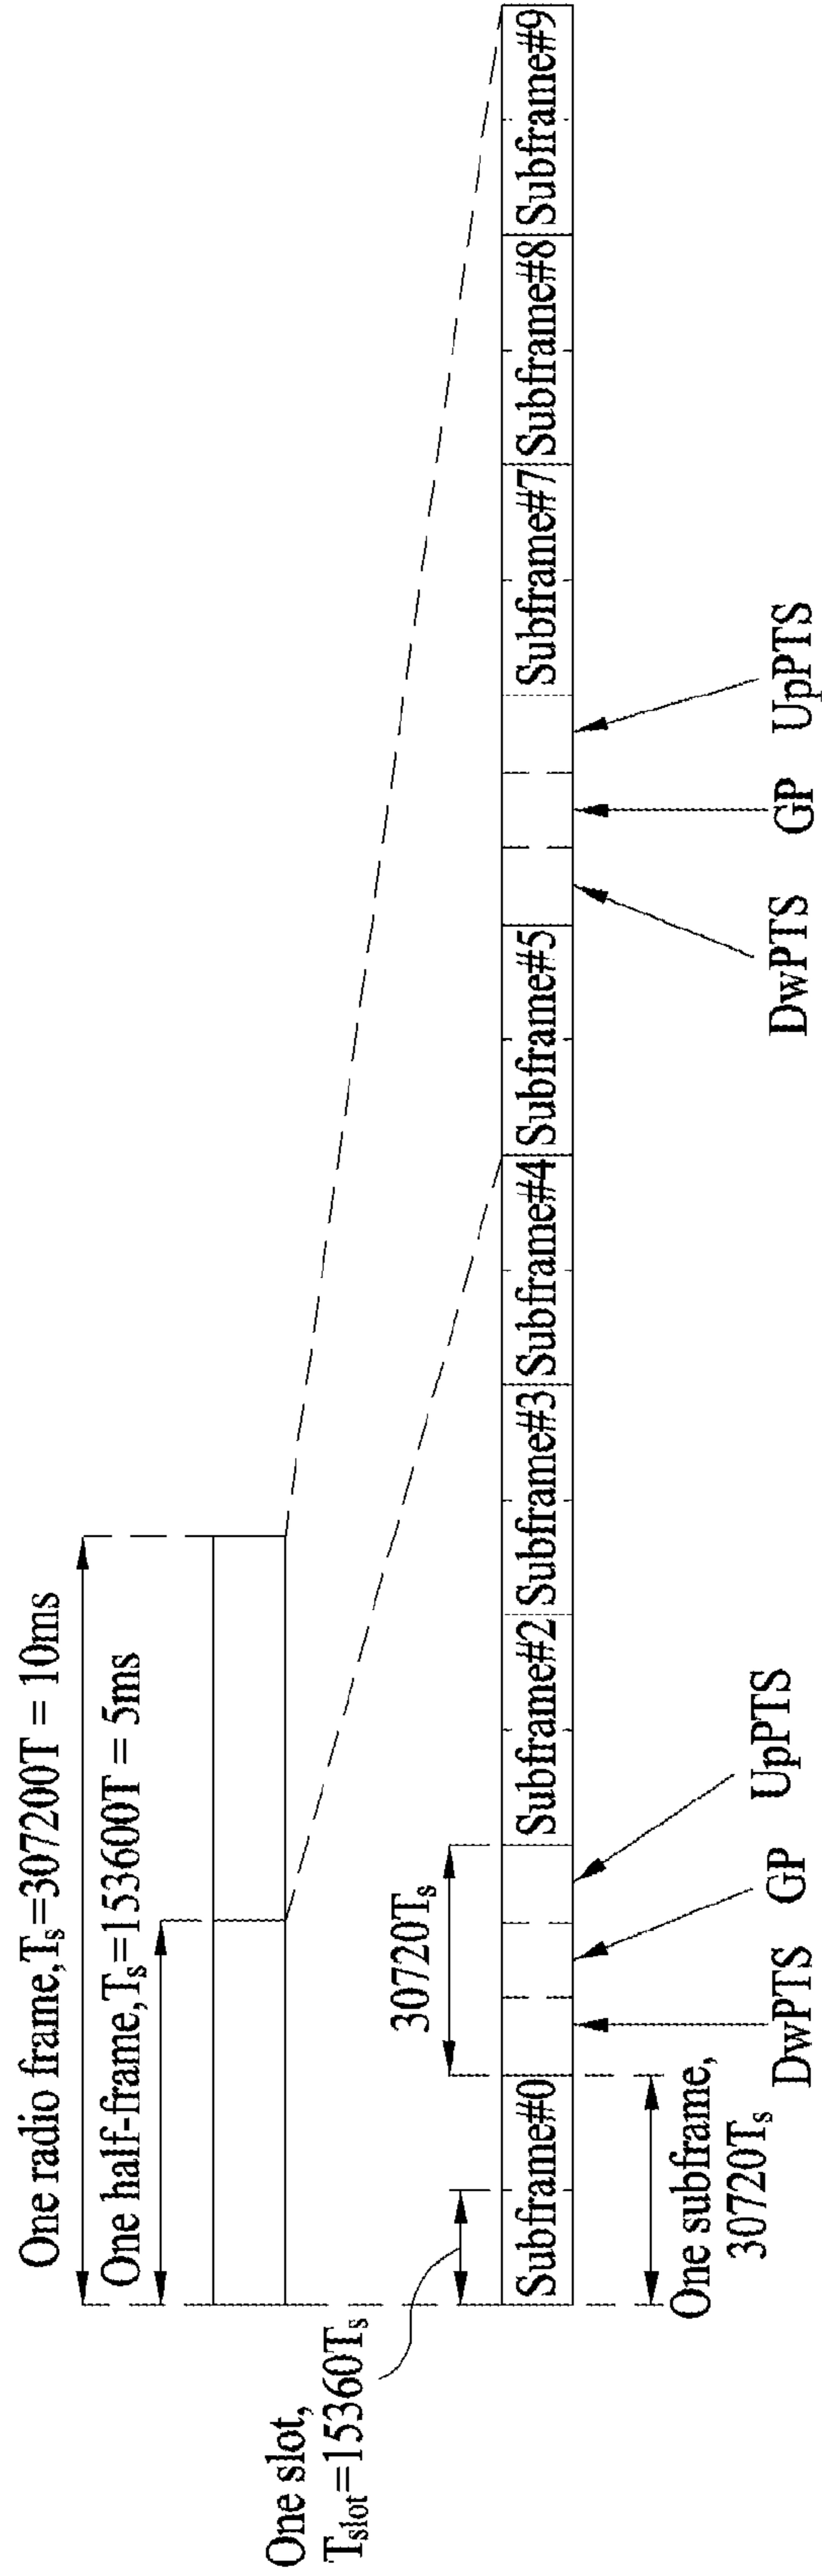 One radio frame,Ts=307200T = 10ms
One half-frame,Ts=153600T = 5ms
One slot,
Tslot=15360Ts
30720Ts
Subframe#0
Subframe#2
Subframe#3
Subframe#4
Subframe#5
Subframe#7
Subframe#8
Subframe#9
One subframe,
30720Ts
DwPTS
GP
UpPTS
DwPTS
GP
UpPTS